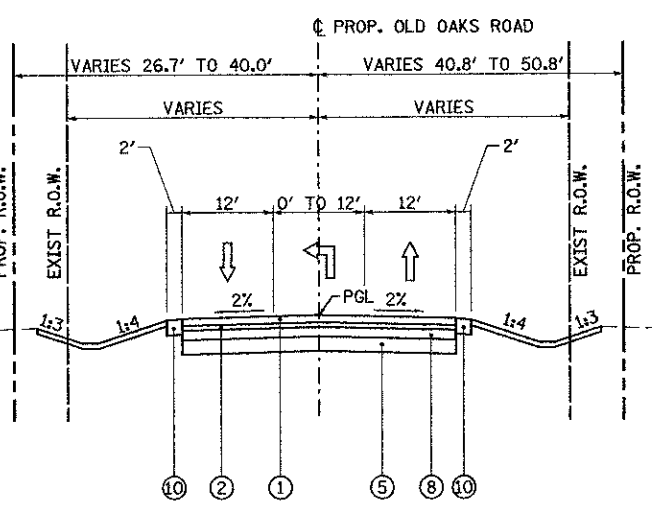 ℄ PROP. OLD OAKS ROAD
VARIES 26.7' TO 40.0' VARIES 40.8' TO 50.8'
VARIES VARIES
2' 2'
12' 0' TO 12' 12'
PROP. R.O.W. EXIST R.O.W. EXIST R.O.W. PROP. R.O.W.
2% PGL 2%
1:3 1:4 1:4 1:3
10 2 1 5 8 10